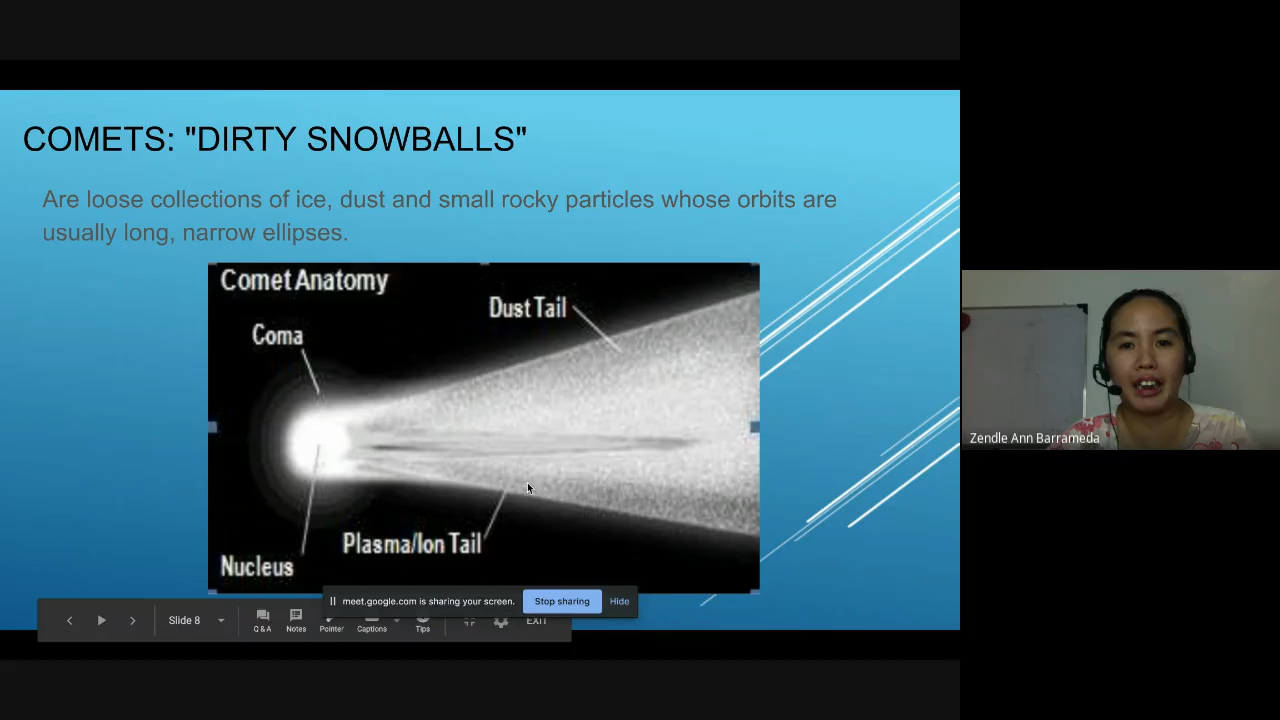 COMETS: "DIRTY SNOWBALLS"
Are loose collections of ice, dust and small rocky particles whose orbits are
usually long, narrow ellipses.
Comet Anatomy
Dust Tail
Coma
Plasma/Ion Tail
Nucleus
Zendle Ann Barrameda
meet.google.com is sharing your screen.
Stop sharing
Hide
Slide 8
Q & A
Notes
Pointer
Captions
Tips
EXIT